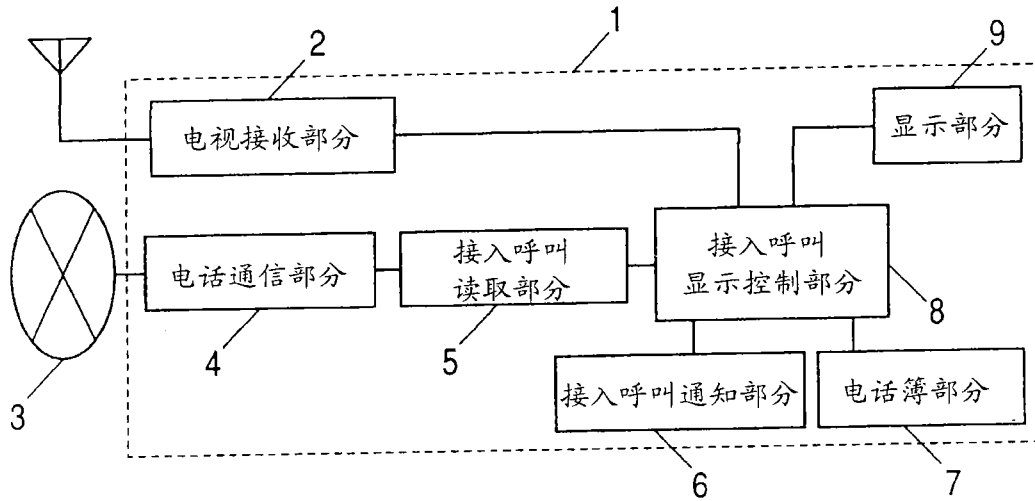 1
2
9
电视接收部分
显示部分
电话通信部分
接入呼叫
读取部分
接入呼叫
显示控制部分
8
3
4
5
接入呼叫通知部分
电话簿部分
6
7